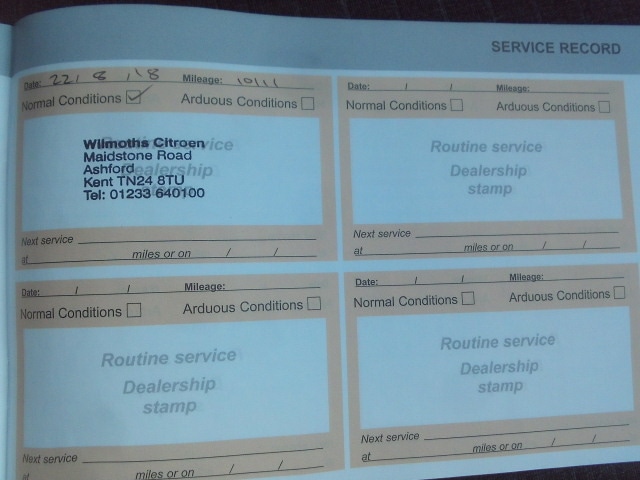 SERVICE RECORD
Date: 22/ 8 /18 Mileage: 10111
Normal Conditions Arduous Conditions
Routine service
Dealership
stamp
Wilmoths Citroen
Maidstone Road
Ashford
Kent TN24 8TU
Tel: 01233 640100
Next service
at miles or on / /
Date: / / Mileage:
Normal Conditions Arduous Conditions
Routine service
Dealership
stamp
Next service
at miles or on / /
Date: / / Mileage:
Normal Conditions Arduous Conditions
Routine service
Dealership
stamp
Next service
at miles or on / /
Date: / / Mileage:
Normal Conditions Arduous Conditions
Routine service
Dealership
stamp
Next service
at miles or on / /